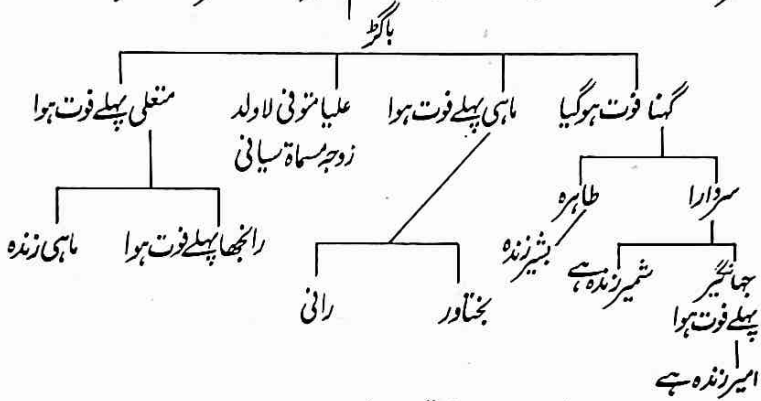 باگڑ
گہنا فوت ہوگیا
ماہی پہلے فوت ہوا
علیا متوفی لاولد
زوجہ مسماۃ سیانی
منعلی پہلے فوت ہوا
سردارا
طاہرہ
بشیر زندہ
جہانگیر
پہلے فوت ہوا
شمیر زندہ ہے
امیر زندہ ہے
بختاور
رانی
رانجھا پہلے فوت ہوا
ماہی زندہ